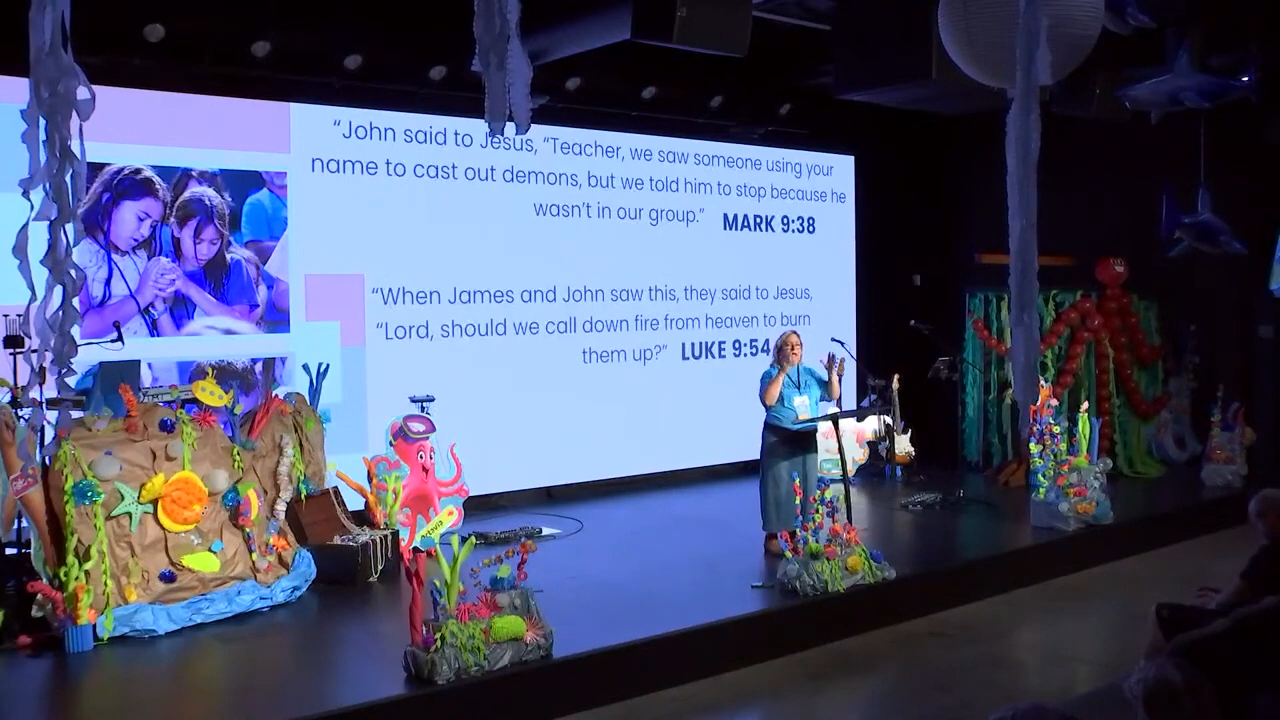 “John said to Jesus, “Teacher, we saw someone using your
name to cast out demons, but we told him to stop because he
wasn’t in our group.” MARK 9:38
“When James and John saw this, they said to Jesus,
“Lord, should we call down fire from heaven to burn
them up?” LUKE 9:54